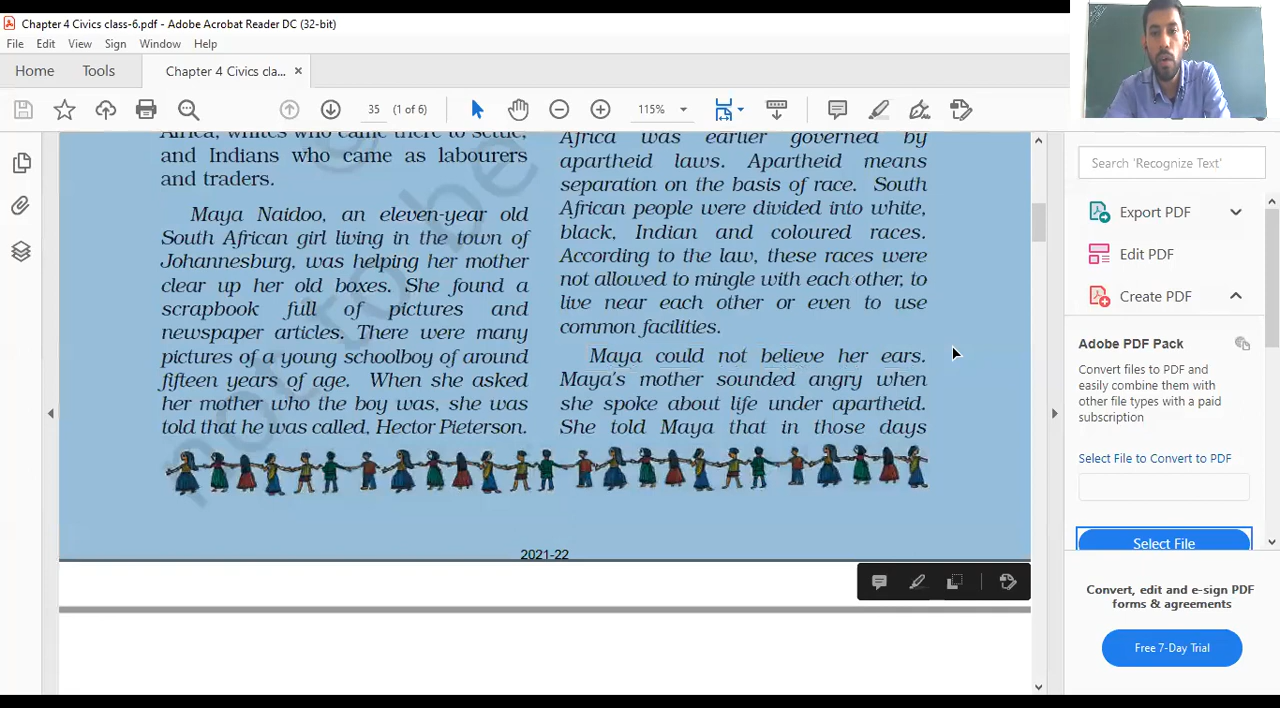 Chapter 4 Civics class-6.pdf - Adobe Acrobat Reader DC (32-bit)
File Edit View Sign Window Help
Home Tools Chapter 4 Civics cla... ×
35 (1 of 6) 115%
Africa, whites who came there to settle,
and Indians who came as labourers
and traders.
Maya Naidoo, an eleven-year old
South African girl living in the town of
Johannesburg, was helping her mother
clear up her old boxes. She found a
scrapbook full of pictures and
newspaper articles. There were many
pictures of a young schoolboy of around
fifteen years of age. When she asked
her mother who the boy was, she was
told that he was called, Hector Pieterson.
Africa was earlier governed by
apartheid laws. Apartheid means
separation on the basis of race. South
African people were divided into white,
black, Indian and coloured races.
According to the law, these races were
not allowed to mingle with each other, to
live near each other or even to use
common facilities.
Maya could not believe her ears.
Maya's mother sounded angry when
she spoke about life under apartheid.
She told Maya that in those days
not to be
2021-22
Search 'Recognize Text'
Export PDF
Edit PDF
Create PDF
Adobe PDF Pack
Convert files to PDF and
easily combine them with
other file types with a paid
subscription
Select File to Convert to PDF
Select File
Convert, edit and e-sign PDF
forms & agreements
Free 7-Day Trial